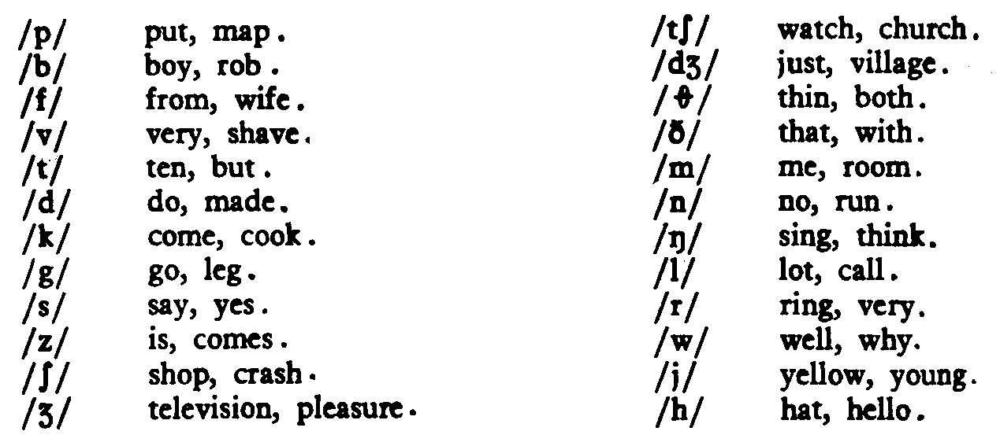 /p/ put, map.
/b/ boy, rob.
/f/ from, wife.
/v/ very, shave.
/t/ ten, but.
/d/ do, made.
/k/ come, cook.
/g/ go, leg.
/s/ say, yes.
/z/ is, comes.
/ʃ/ shop, crash.
/ʒ/ television, pleasure.
/tʃ/ watch, church.
/dʒ/ just, village.
/θ/ thin, both.
/ð/ that, with.
/m/ me, room.
/n/ no, run.
/ŋ/ sing, think.
/l/ lot, call.
/r/ ring, very.
/w/ well, why.
/j/ yellow, young.
/h/ hat, hello.